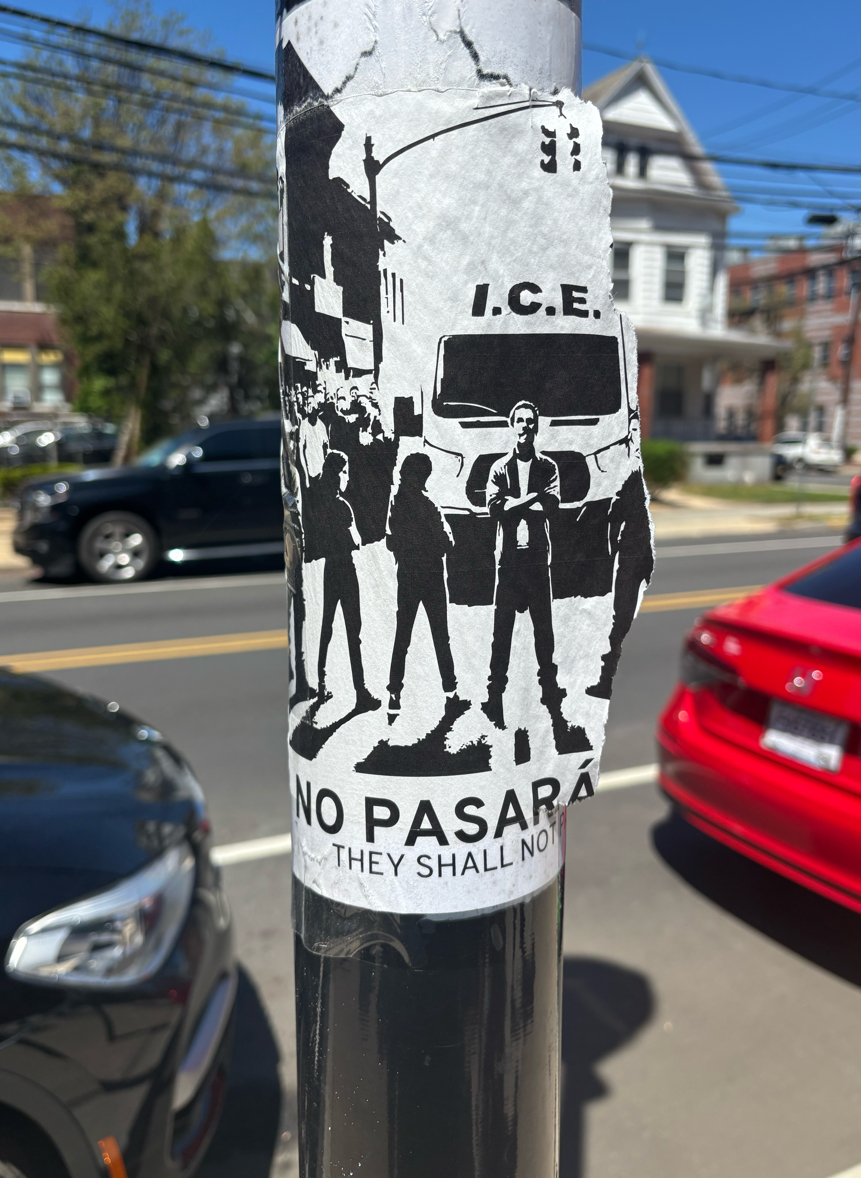 I.C.E.
NO PASARÁ
THEY SHALL NOT